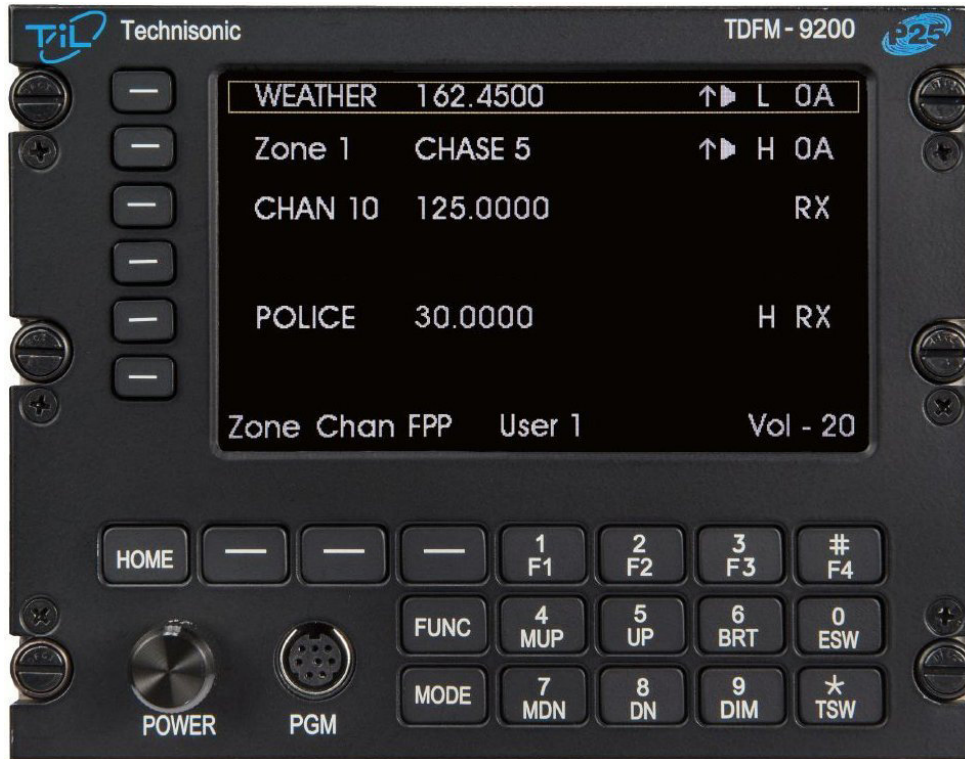 TiL Technisonic TDFM - 9200 P25
WEATHER 162.4500 ↑ L 0A
Zone 1 CHASE 5 ↑ H 0A
CHAN 10 125.0000 RX
POLICE 30.0000 H RX
Zone Chan FPP User 1 Vol - 20
HOME 1 2 3 #
F1 F2 F3 F4
FUNC 4 5 6 0
MUP UP BRT ESW
MODE 7 8 9 *
MDN DN DIM TSW
POWER PGM